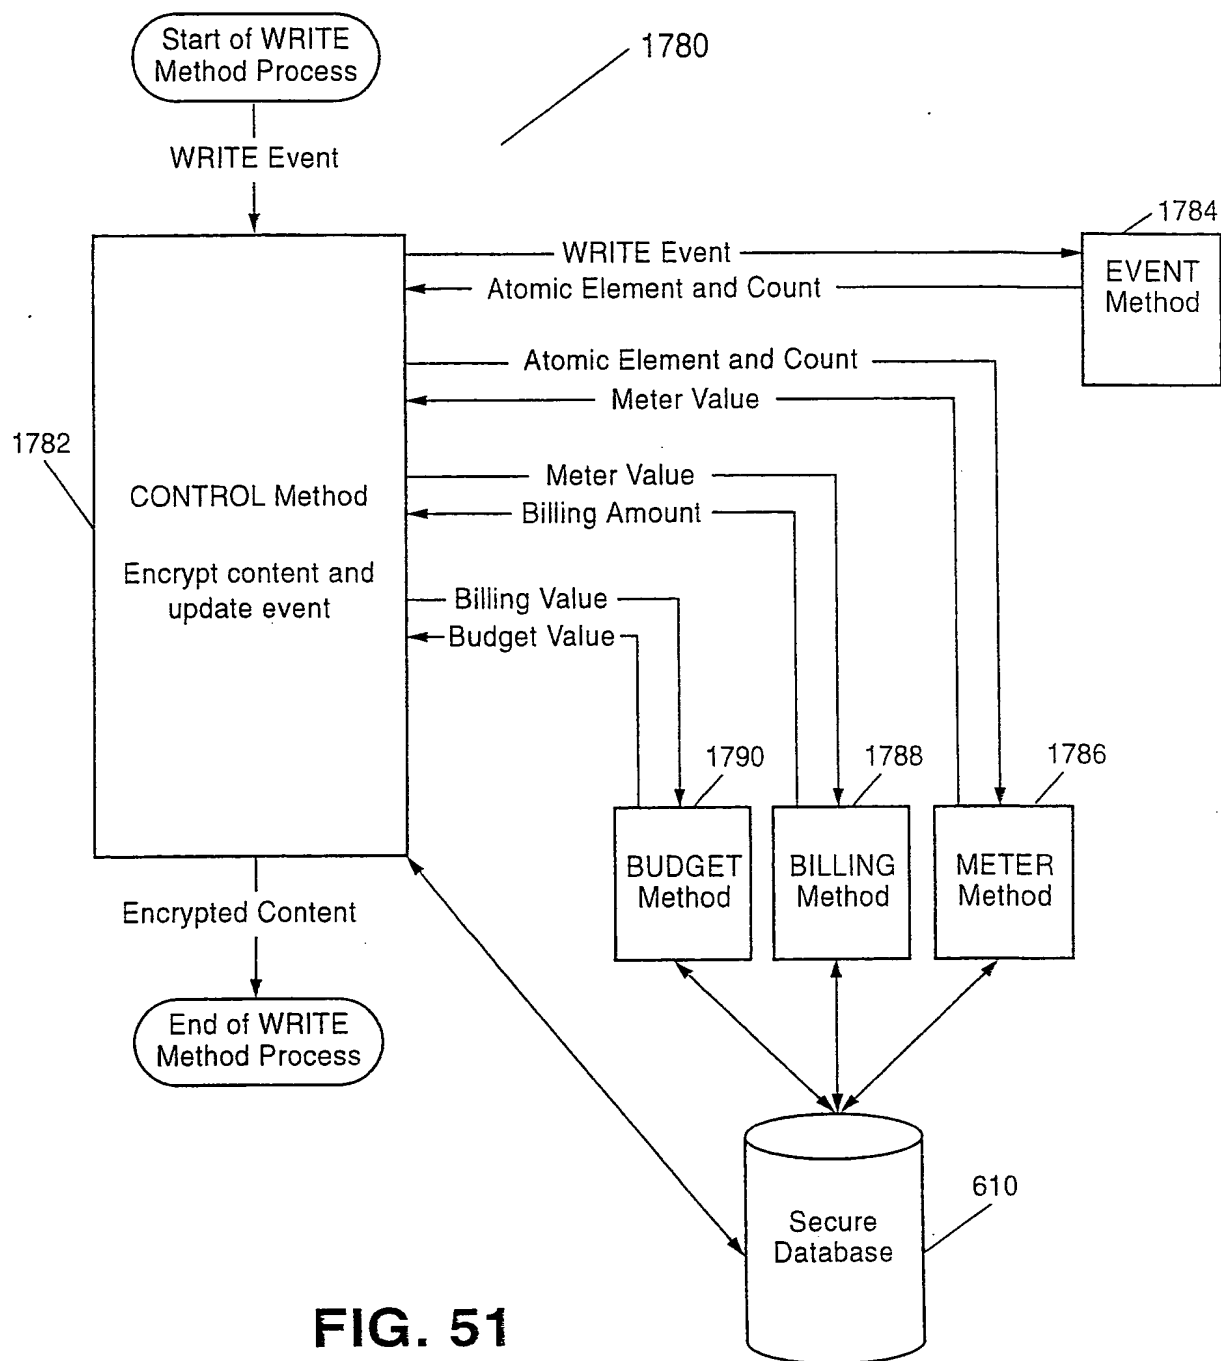 Start of WRITE
Method Process
1780
WRITE Event
1784
WRITE Event
EVENT
Method
Atomic Element and Count
Atomic Element and Count
Meter Value
1782
CONTROL Method
Encrypt content and
update event
Meter Value
Billing Amount
Billing Value
Budget Value
1790
1788
1786
BUDGET
Method
BILLING
Method
METER
Method
Encrypted Content
End of WRITE
Method Process
610
Secure
Database
FIG. 51